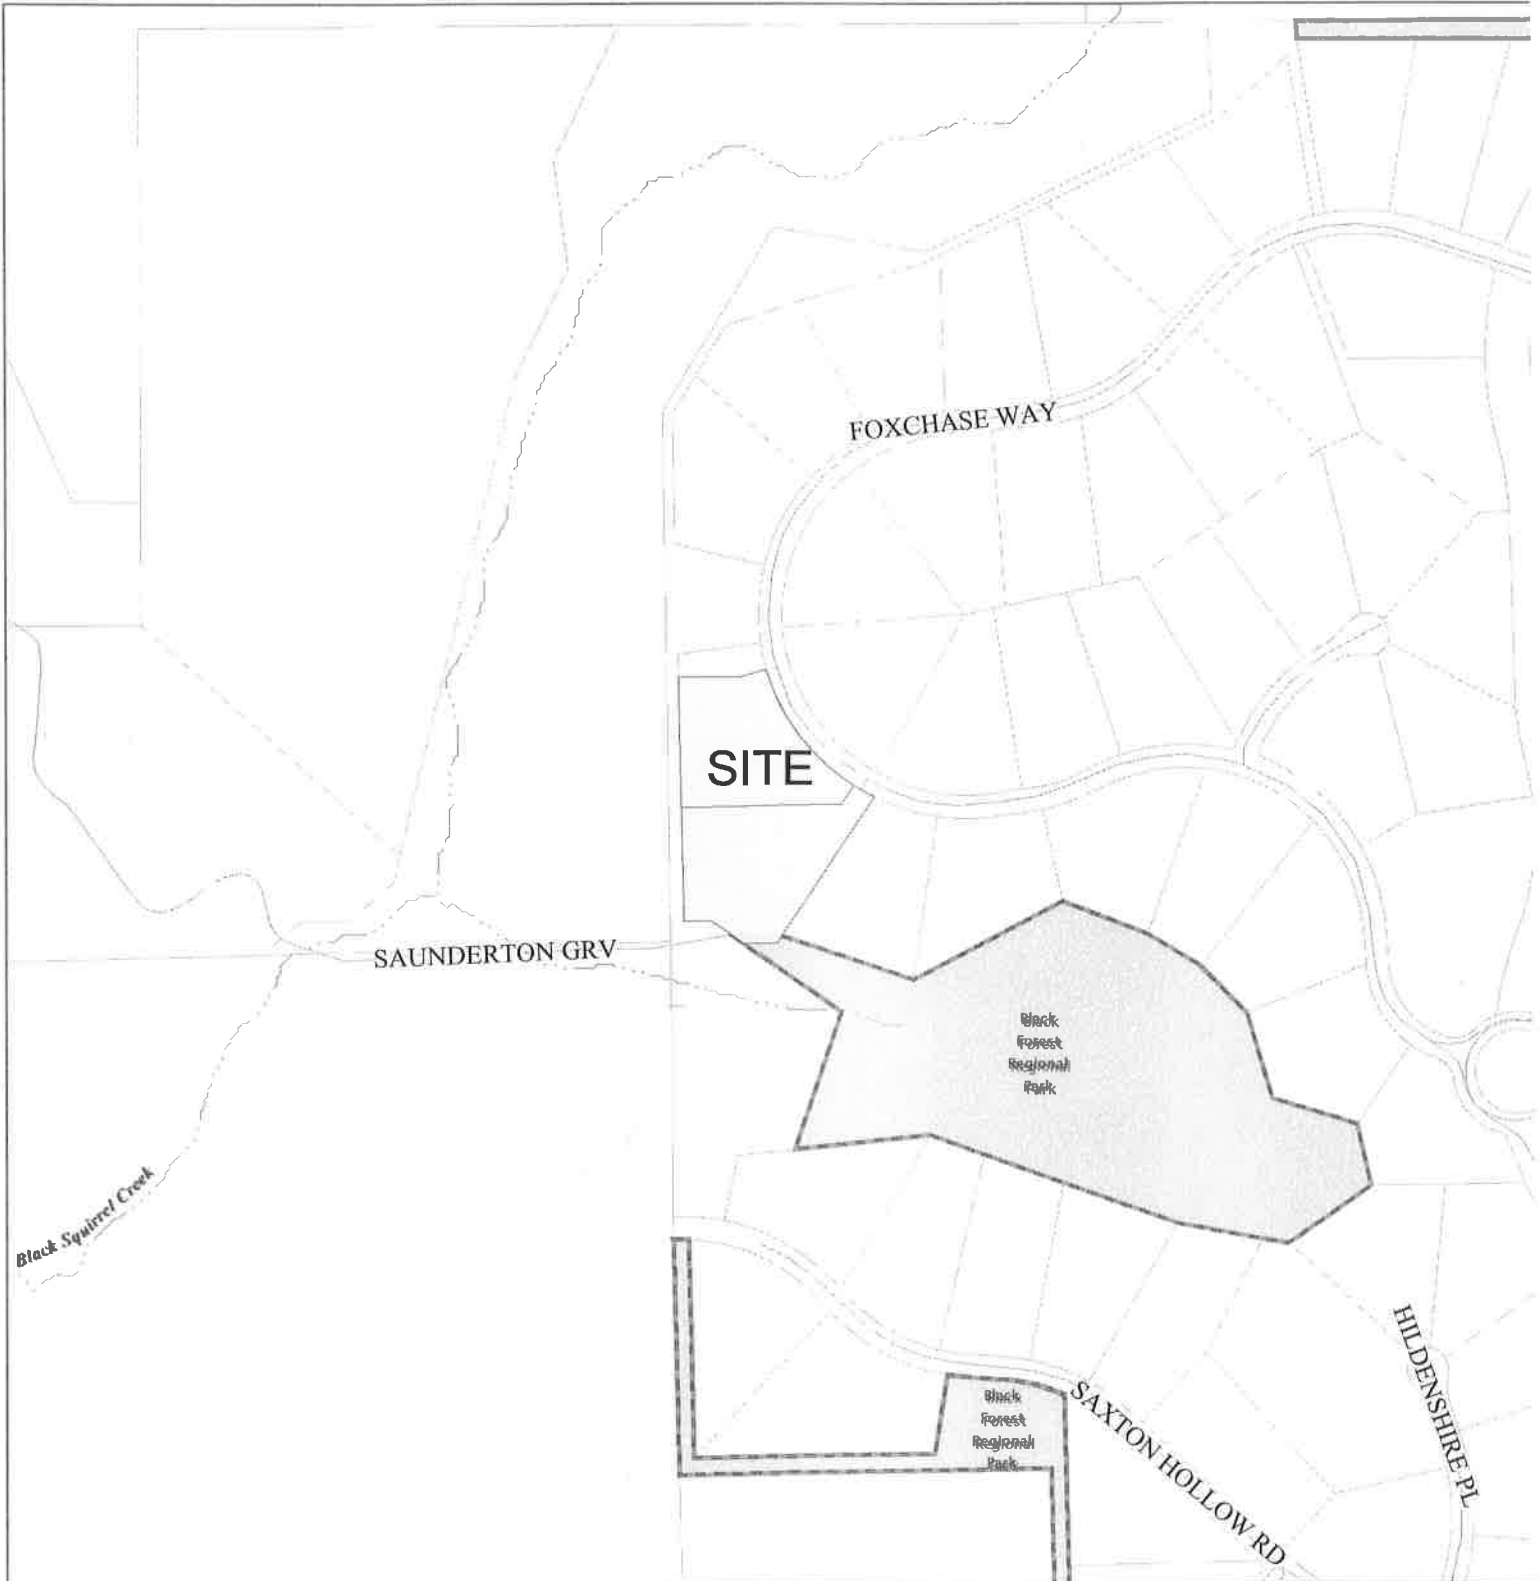 FOXCHASE WAY
SITE
SAUNDERTON GRV
Black
Forest
Regional
Park
Black Squirrel Creek
HILDENSHIRE PL
Black
Forest
Regional
Park
SAXTON HOLLOW RD